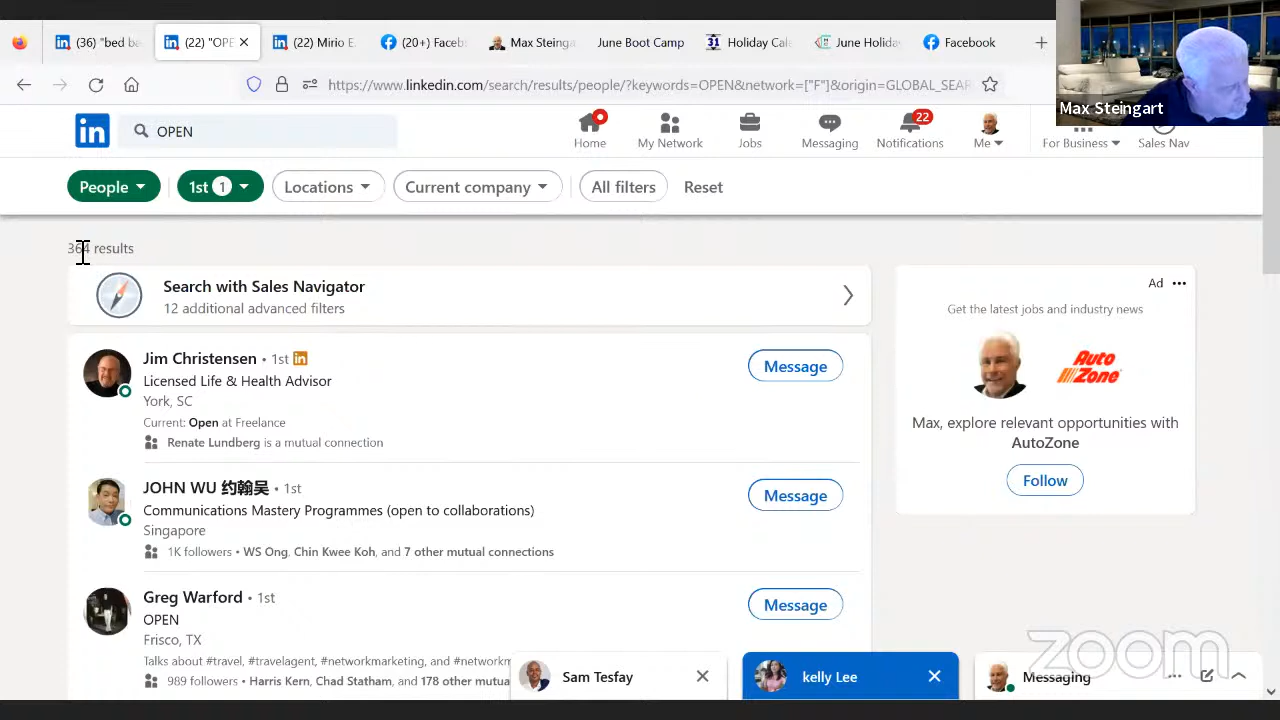 (36) "bed ba
(22) "OPE
(22) Mirio E.
(20+) Faceb
Max Steinga
June Boot Camp
31 Holiday Cal
June Holida
Facebook
https://www.linkedin.com/search/results/people/?keywords=OPEN&network=["F"]&origin=GLOBAL_SEAR
Max Steingart
in
OPEN
22
Home
My Network
Jobs
Messaging
Notifications
Me
For Business
Sales Nav
People
1st 1
Locations
Current company
All filters
Reset
364 results
Search with Sales Navigator
12 additional advanced filters
Jim Christensen • 1st in
Message
Licensed Life & Health Advisor
York, SC
Current: Open at Freelance
Renate Lundberg is a mutual connection
JOHN WU 约翰吴 • 1st
Message
Communications Mastery Programmes (open to collaborations)
Singapore
1K followers • WS Ong, Chin Kwee Koh, and 7 other mutual connections
Greg Warford • 1st
Message
OPEN
Frisco, TX
Talks about #travel, #travelagent, #networkmarketing, and #networkm
989 followers • Harris Kern, Chad Statham, and 178 other mutua
Ad •••
Get the latest jobs and industry news
Auto
Zone
Max, explore relevant opportunities with
AutoZone
Follow
zoom
Sam Tesfay
kelly Lee
Messaging